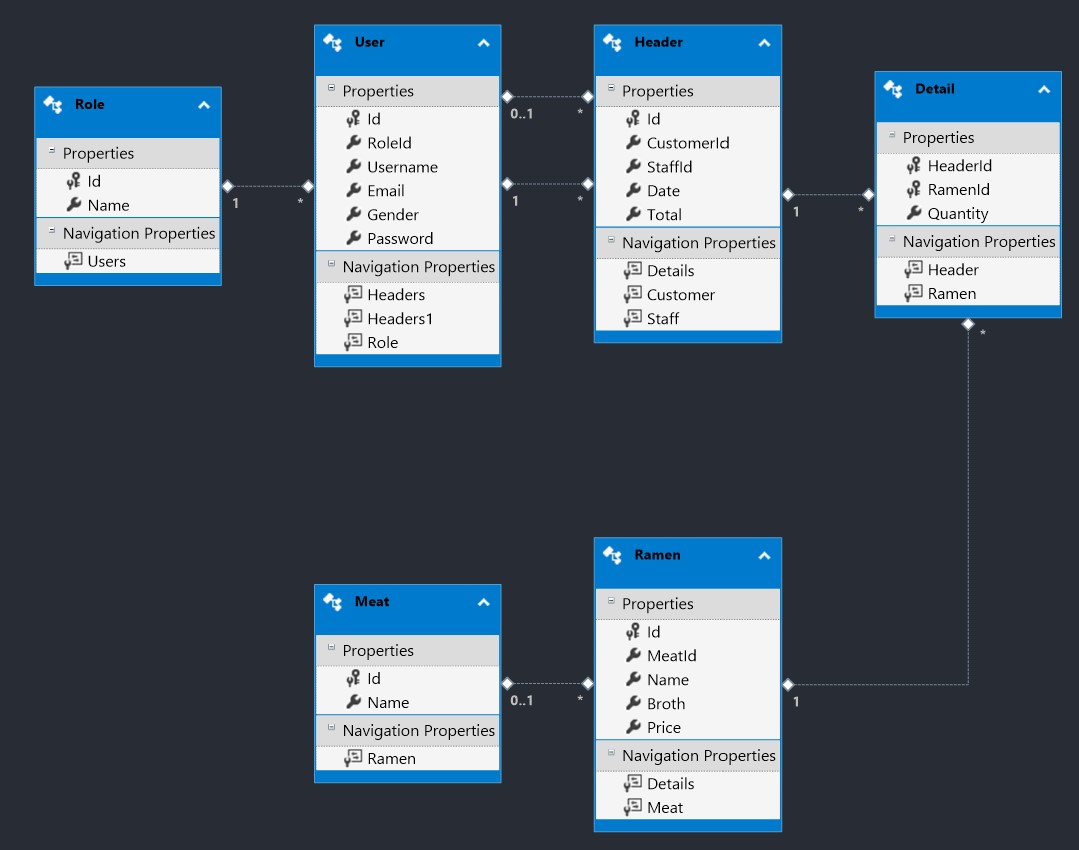 Role
Properties
Id
Name
Navigation Properties
Users
1
*
User
Properties
Id
RoleId
Username
Email
Gender
Password
Navigation Properties
Headers
Headers1
Role
0..1
*
1
*
Header
Properties
Id
CustomerId
StaffId
Date
Total
Navigation Properties
Details
Customer
Staff
1
*
Detail
Properties
HeaderId
RamenId
Quantity
Navigation Properties
Header
Ramen
*
Meat
Properties
Id
Name
Navigation Properties
Ramen
0..1
*
Ramen
Properties
Id
MeatId
Name
Broth
Price
Navigation Properties
Details
Meat
1